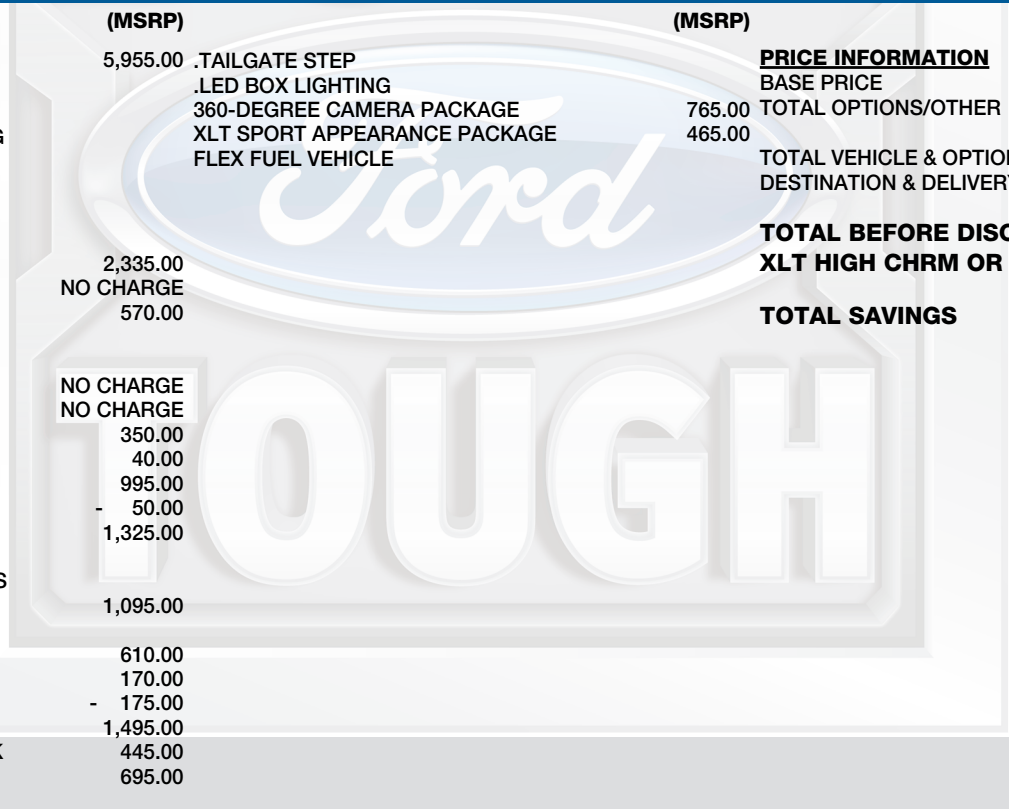 (MSRP) (MSRP)
5,955.00 .TAILGATE STEP PRICE INFORMATION
.LED BOX LIGHTING BASE PRICE
360-DEGREE CAMERA PACKAGE 765.00 TOTAL OPTIONS/OTHER
G XLT SPORT APPEARANCE PACKAGE 465.00
FLEX FUEL VEHICLE TOTAL VEHICLE & OPTION
DESTINATION & DELIVERY
TOTAL BEFORE DISC
2,335.00 XLT HIGH CHRM OR
NO CHARGE
570.00 TOTAL SAVINGS
NO CHARGE
NO CHARGE
350.00
40.00
995.00
- 50.00
1,325.00
S
1,095.00
610.00
170.00
- 175.00
1,495.00
K 445.00
695.00
Ford
TOUGH